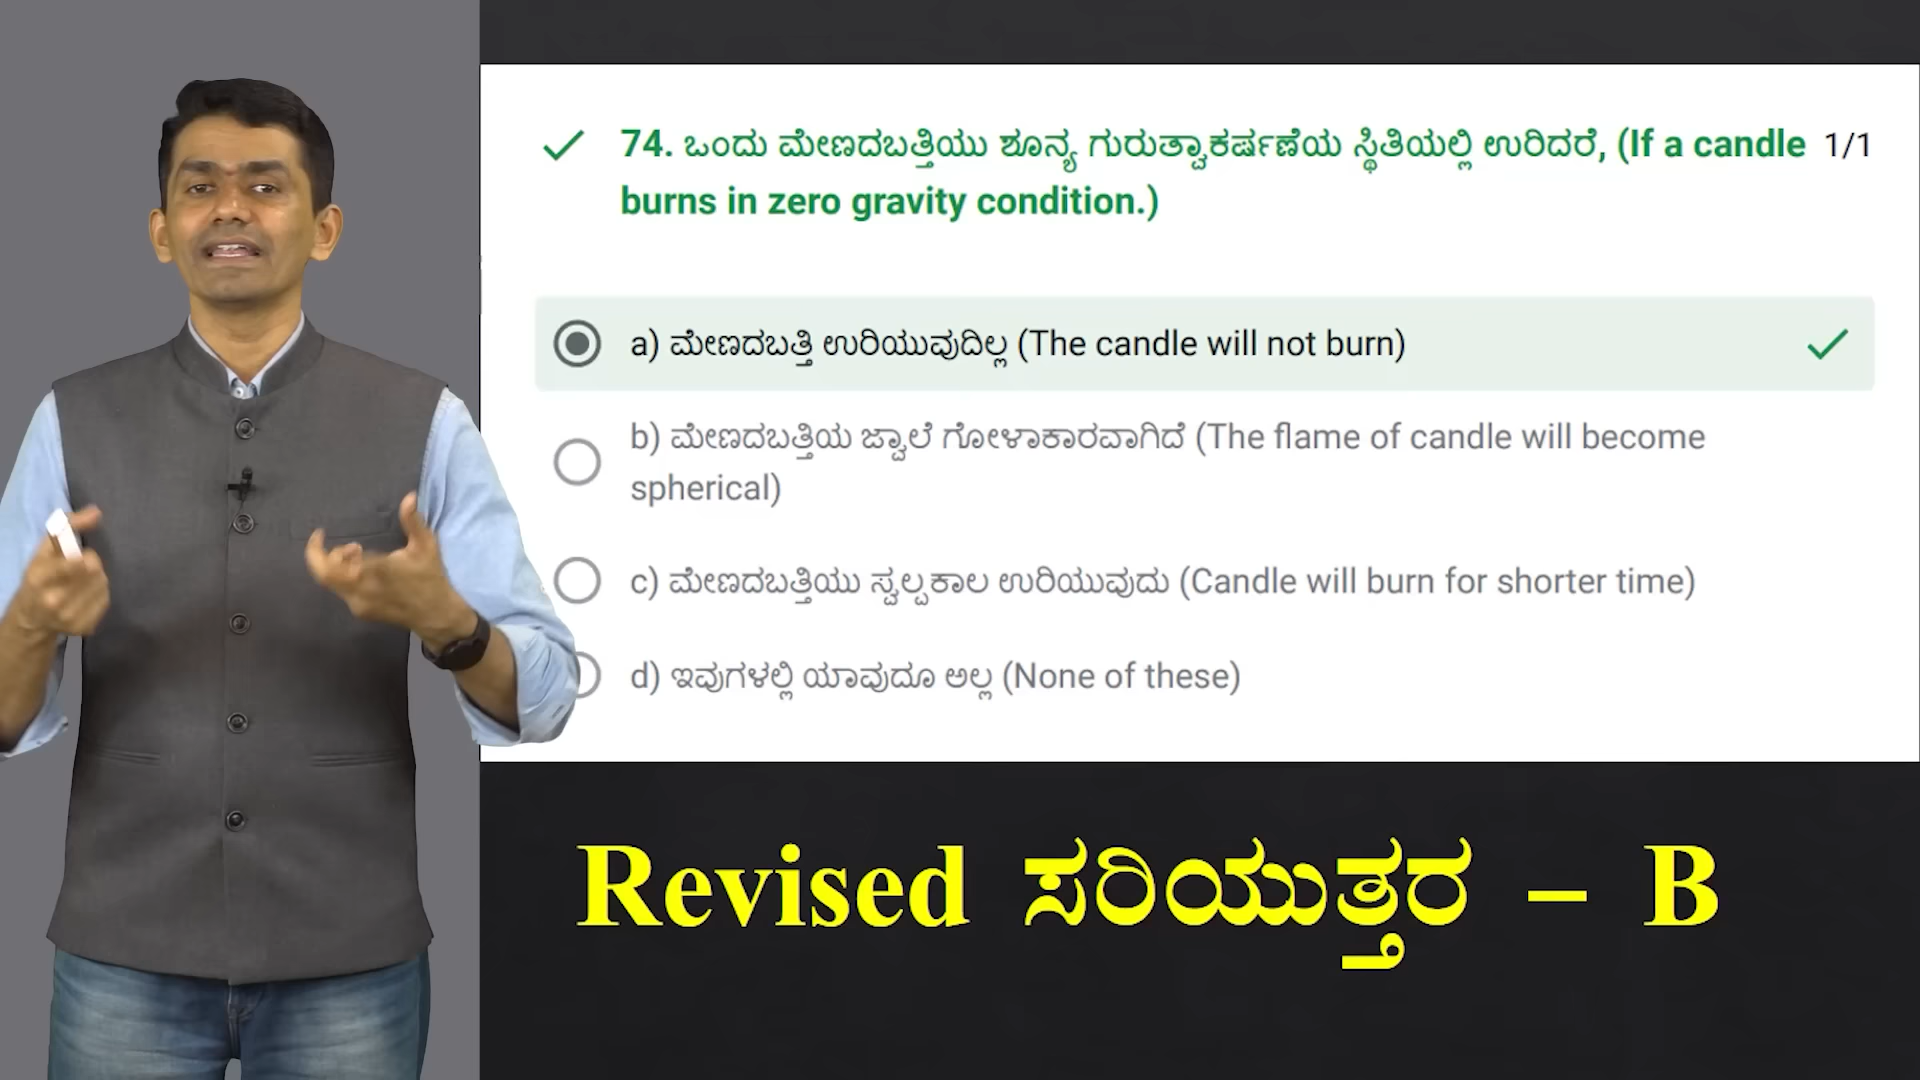 74. ಒಂದು ಮೇಣದಬತ್ತಿಯು ಶೂನ್ಯ ಗುರುತ್ವಾಕರ್ಷಣೆಯ ಸ್ಥಿತಿಯಲ್ಲಿ ಉರಿದರೆ, (If a candle 1/1
burns in zero gravity condition.)
a) ಮೇಣದಬತ್ತಿ ಉರಿಯುವುದಿಲ್ಲ (The candle will not burn)
b) ಮೇಣದಬತ್ತಿಯ ಜ್ವಾಲೆ ಗೋಳಾಕಾರವಾಗಿದೆ (The flame of candle will become
spherical)
c) ಮೇಣದಬತ್ತಿಯು ಸ್ವಲ್ಪಕಾಲ ಉರಿಯುವುದು (Candle will burn for shorter time)
d) ಇವುಗಳಲ್ಲಿ ಯಾವುದೂ ಅಲ್ಲ (None of these)
Revised ಸರಿಯುತ್ತರ – B